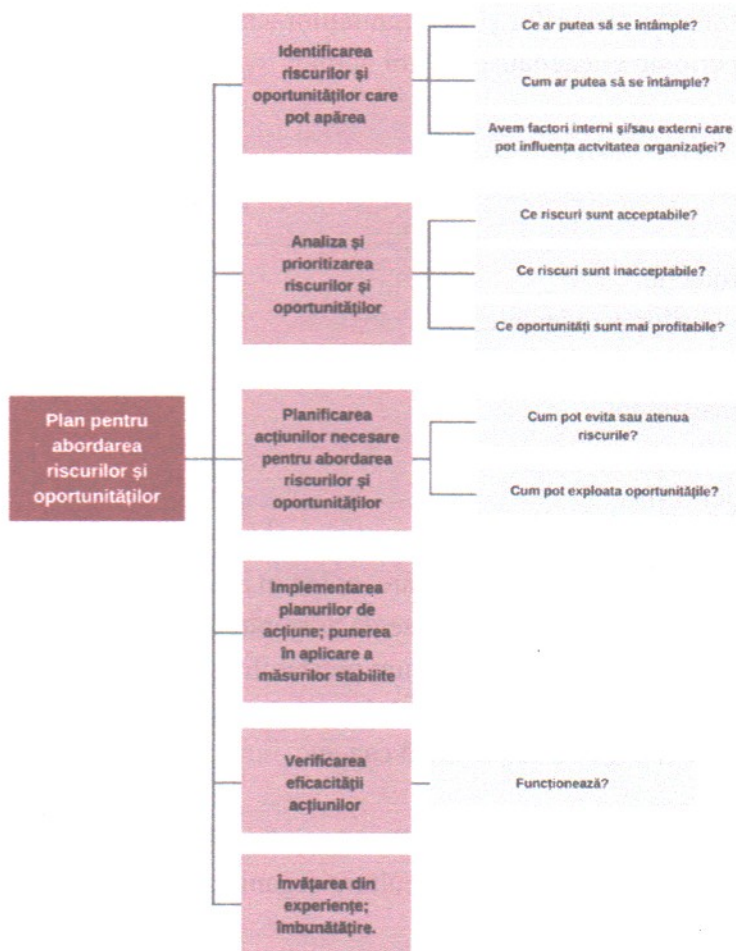 Plan pentru
abordarea
riscurilor și
oportunităților
Identificarea
riscurilor și
oportunităților care
pot apărea
Ce ar putea să se întâmple?
Cum ar putea să se întâmple?
Avem factori interni și/sau externi care
pot influența actvitatea organizației?
Analiza și
prioritizarea
riscurilor și
oportunităților
Ce riscuri sunt acceptabile?
Ce riscuri sunt inacceptabile?
Ce oportunități sunt mai profitabile?
Planificarea
acțiunilor necesare
pentru abordarea
riscurilor și
oportunităților
Cum pot evita sau atenua
riscurile?
Cum pot exploata oportunitățile?
Implementarea
planurilor de
acțiune; punerea
în aplicare a
măsurilor stabilite
Verificarea
eficacității
acțiunilor
Funcționează?
Învățarea din
experiențe;
îmbunătățire.